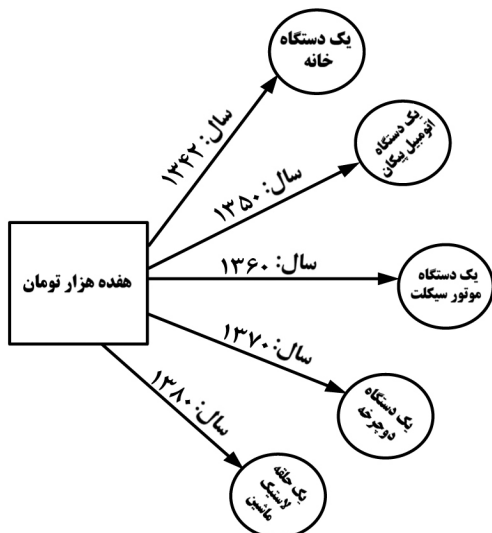 یک دستگاه
خانه
سال: ۱۳۴۲
یک دستگاه
اتومبیل پیکان
سال: ۱۳۵۰
هفده هزار تومان
سال: ۱۳۶۰
یک دستگاه
موتور سیکلت
سال: ۱۳۷۰
یک دستگاه
دوچرخه
سال: ۱۳۸۰
یک حلقه
لاستیک
ماشین